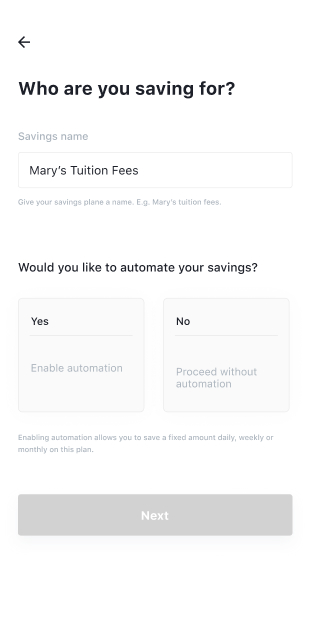 Who are you saving for?
Savings name
Mary’s Tuition Fees
Give your savings plane a name. E.g. Mary’s tuition fees.
Would you like to automate your savings?
Yes
Enable automation
No
Proceed without
automation
Enabling automation allows you to save a fixed amount daily, weekly or
monthly on this plan.
Next